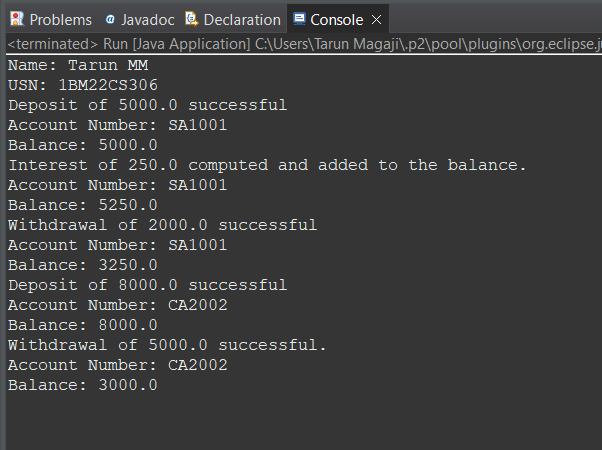 Problems @ Javadoc Declaration Console ×
<terminated> Run [Java Application] C:\Users\Tarun Magaji\.p2\pool\plugins\org.eclipse.j
Name: Tarun MM
USN: 1BM22CS306
Deposit of 5000.0 successful
Account Number: SA1001
Balance: 5000.0
Interest of 250.0 computed and added to the balance.
Account Number: SA1001
Balance: 5250.0
Withdrawal of 2000.0 successful
Account Number: SA1001
Balance: 3250.0
Deposit of 8000.0 successful
Account Number: CA2002
Balance: 8000.0
Withdrawal of 5000.0 successful.
Account Number: CA2002
Balance: 3000.0